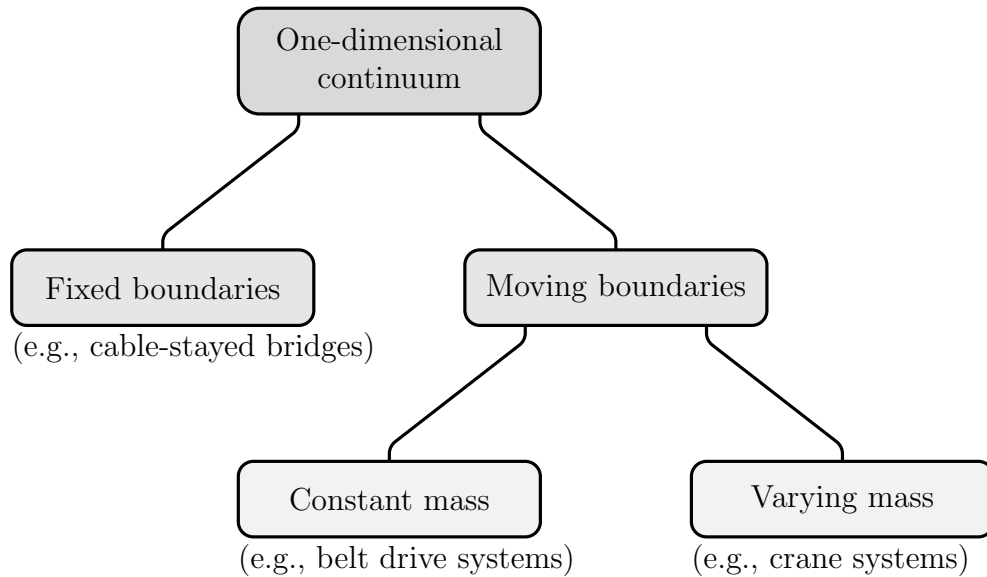 One-dimensional
continuum
Fixed boundaries
Moving boundaries
(e.g., cable-stayed bridges)
Constant mass
Varying mass
(e.g., belt drive systems)
(e.g., crane systems)